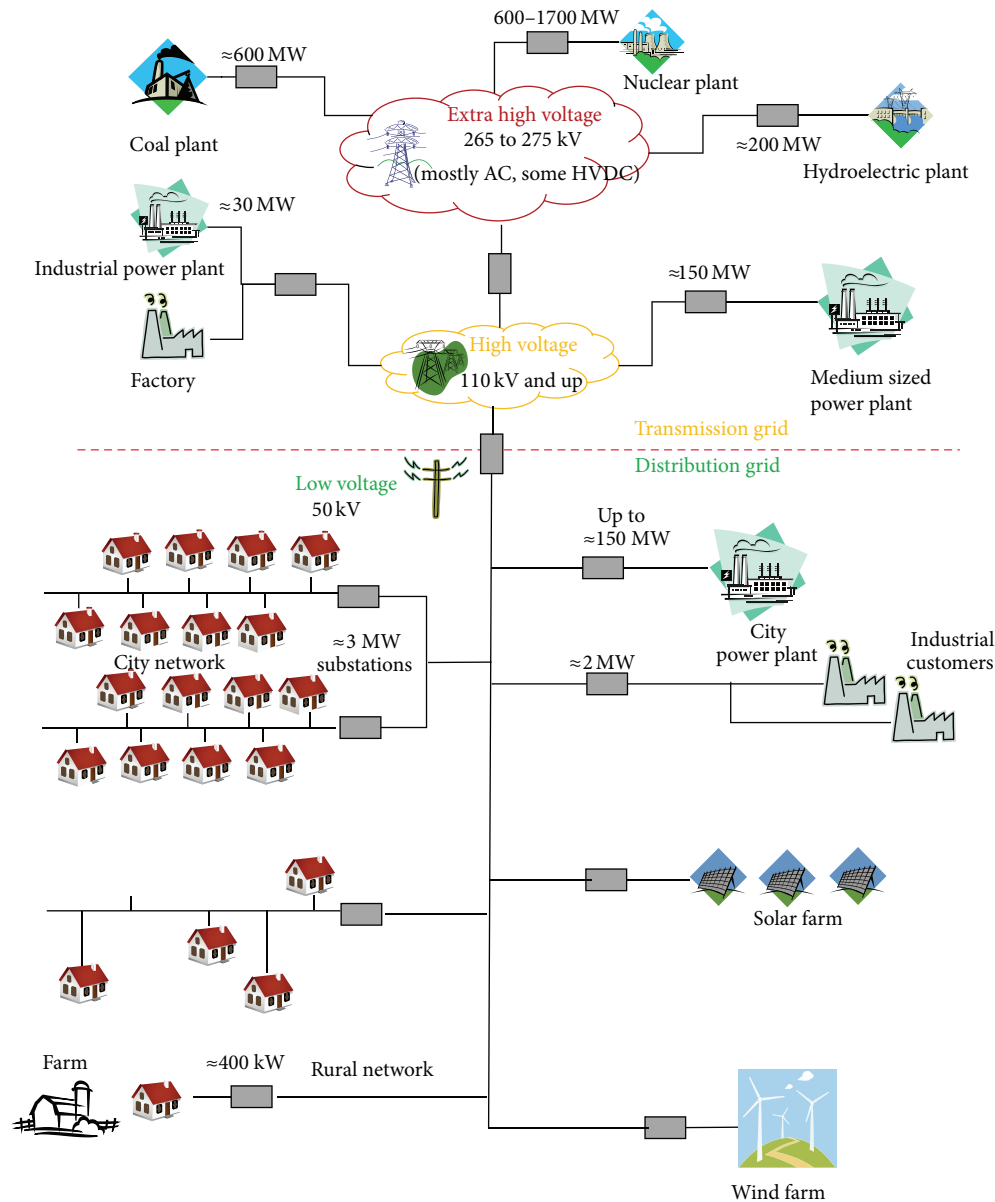 600–1700 MW
≈600 MW
Nuclear plant
Coal plant
Extra high voltage
265 to 275 kV
(mostly AC, some HVDC)
≈200 MW
Hydroelectric plant
≈30 MW
Industrial power plant
≈150 MW
Factory
High voltage
110 kV and up
Medium sized
power plant
Transmission grid
Distribution grid
Low voltage
50 kV
Up to
≈150 MW
City
power plant
Industrial
customers
≈3 MW
substations
City network
≈2 MW
Solar farm
Farm
≈400 kW
Rural network
Wind farm